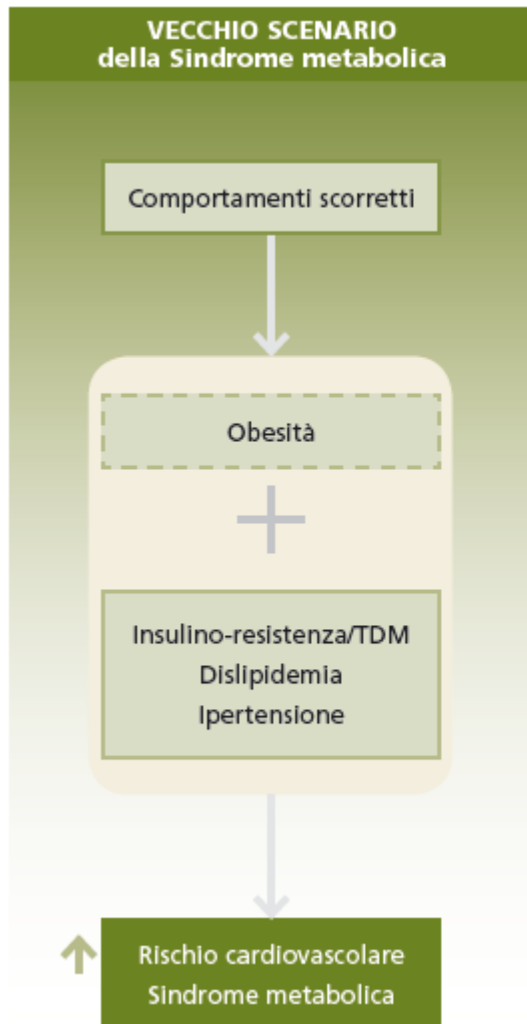 VECCHIO SCENARIO
della Sindrome metabolica
Comportamenti scorretti
Obesità
Insulino-resistenza/TDM
Dislipidemia
Ipertensione
Rischio cardiovascolare
Sindrome metabolica